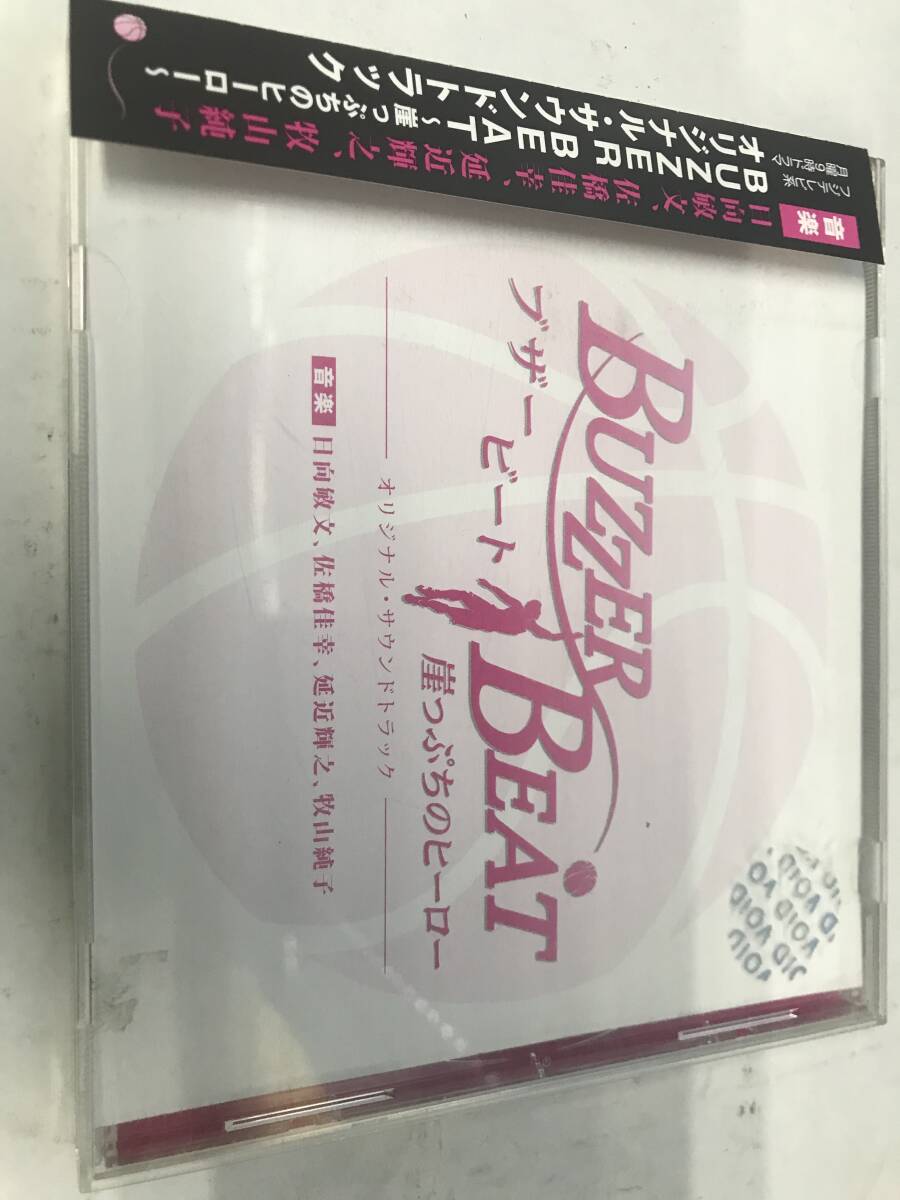 フジテレビ系
月曜9時ドラマ
BUZZER BEAT
~崖っぷちのヒーロー~
オリジナル・サウンドトラック
音楽
日向敏文、佐橋佳幸、延近輝之、牧山純子
BUZZER
ブザービート
BEAT
崖っぷちのヒーロー
オリジナル・サウンドトラック
音楽 日向敏文、佐橋佳幸、延近輝之、牧山純子
VOID
VOID
VOID
VOID
VOID